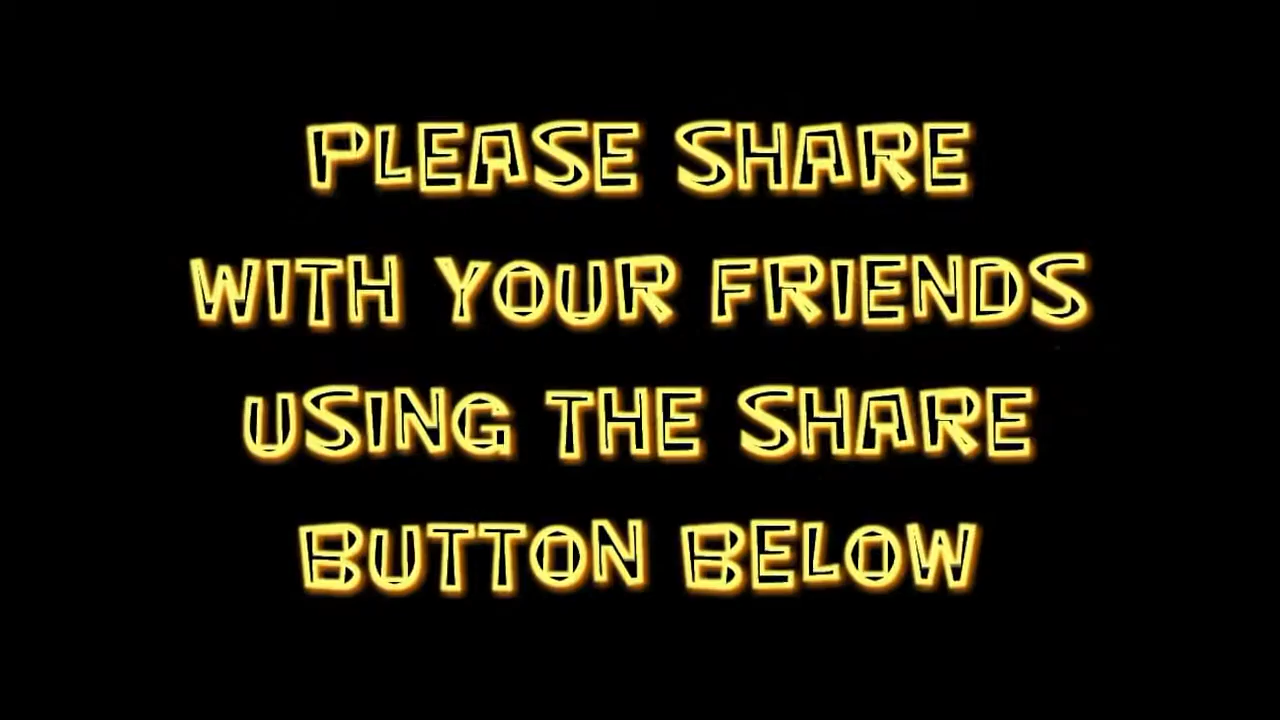 PLEASE SHARE
WITH YOUR FRIENDS
USING THE SHARE
BUTTON BELOW